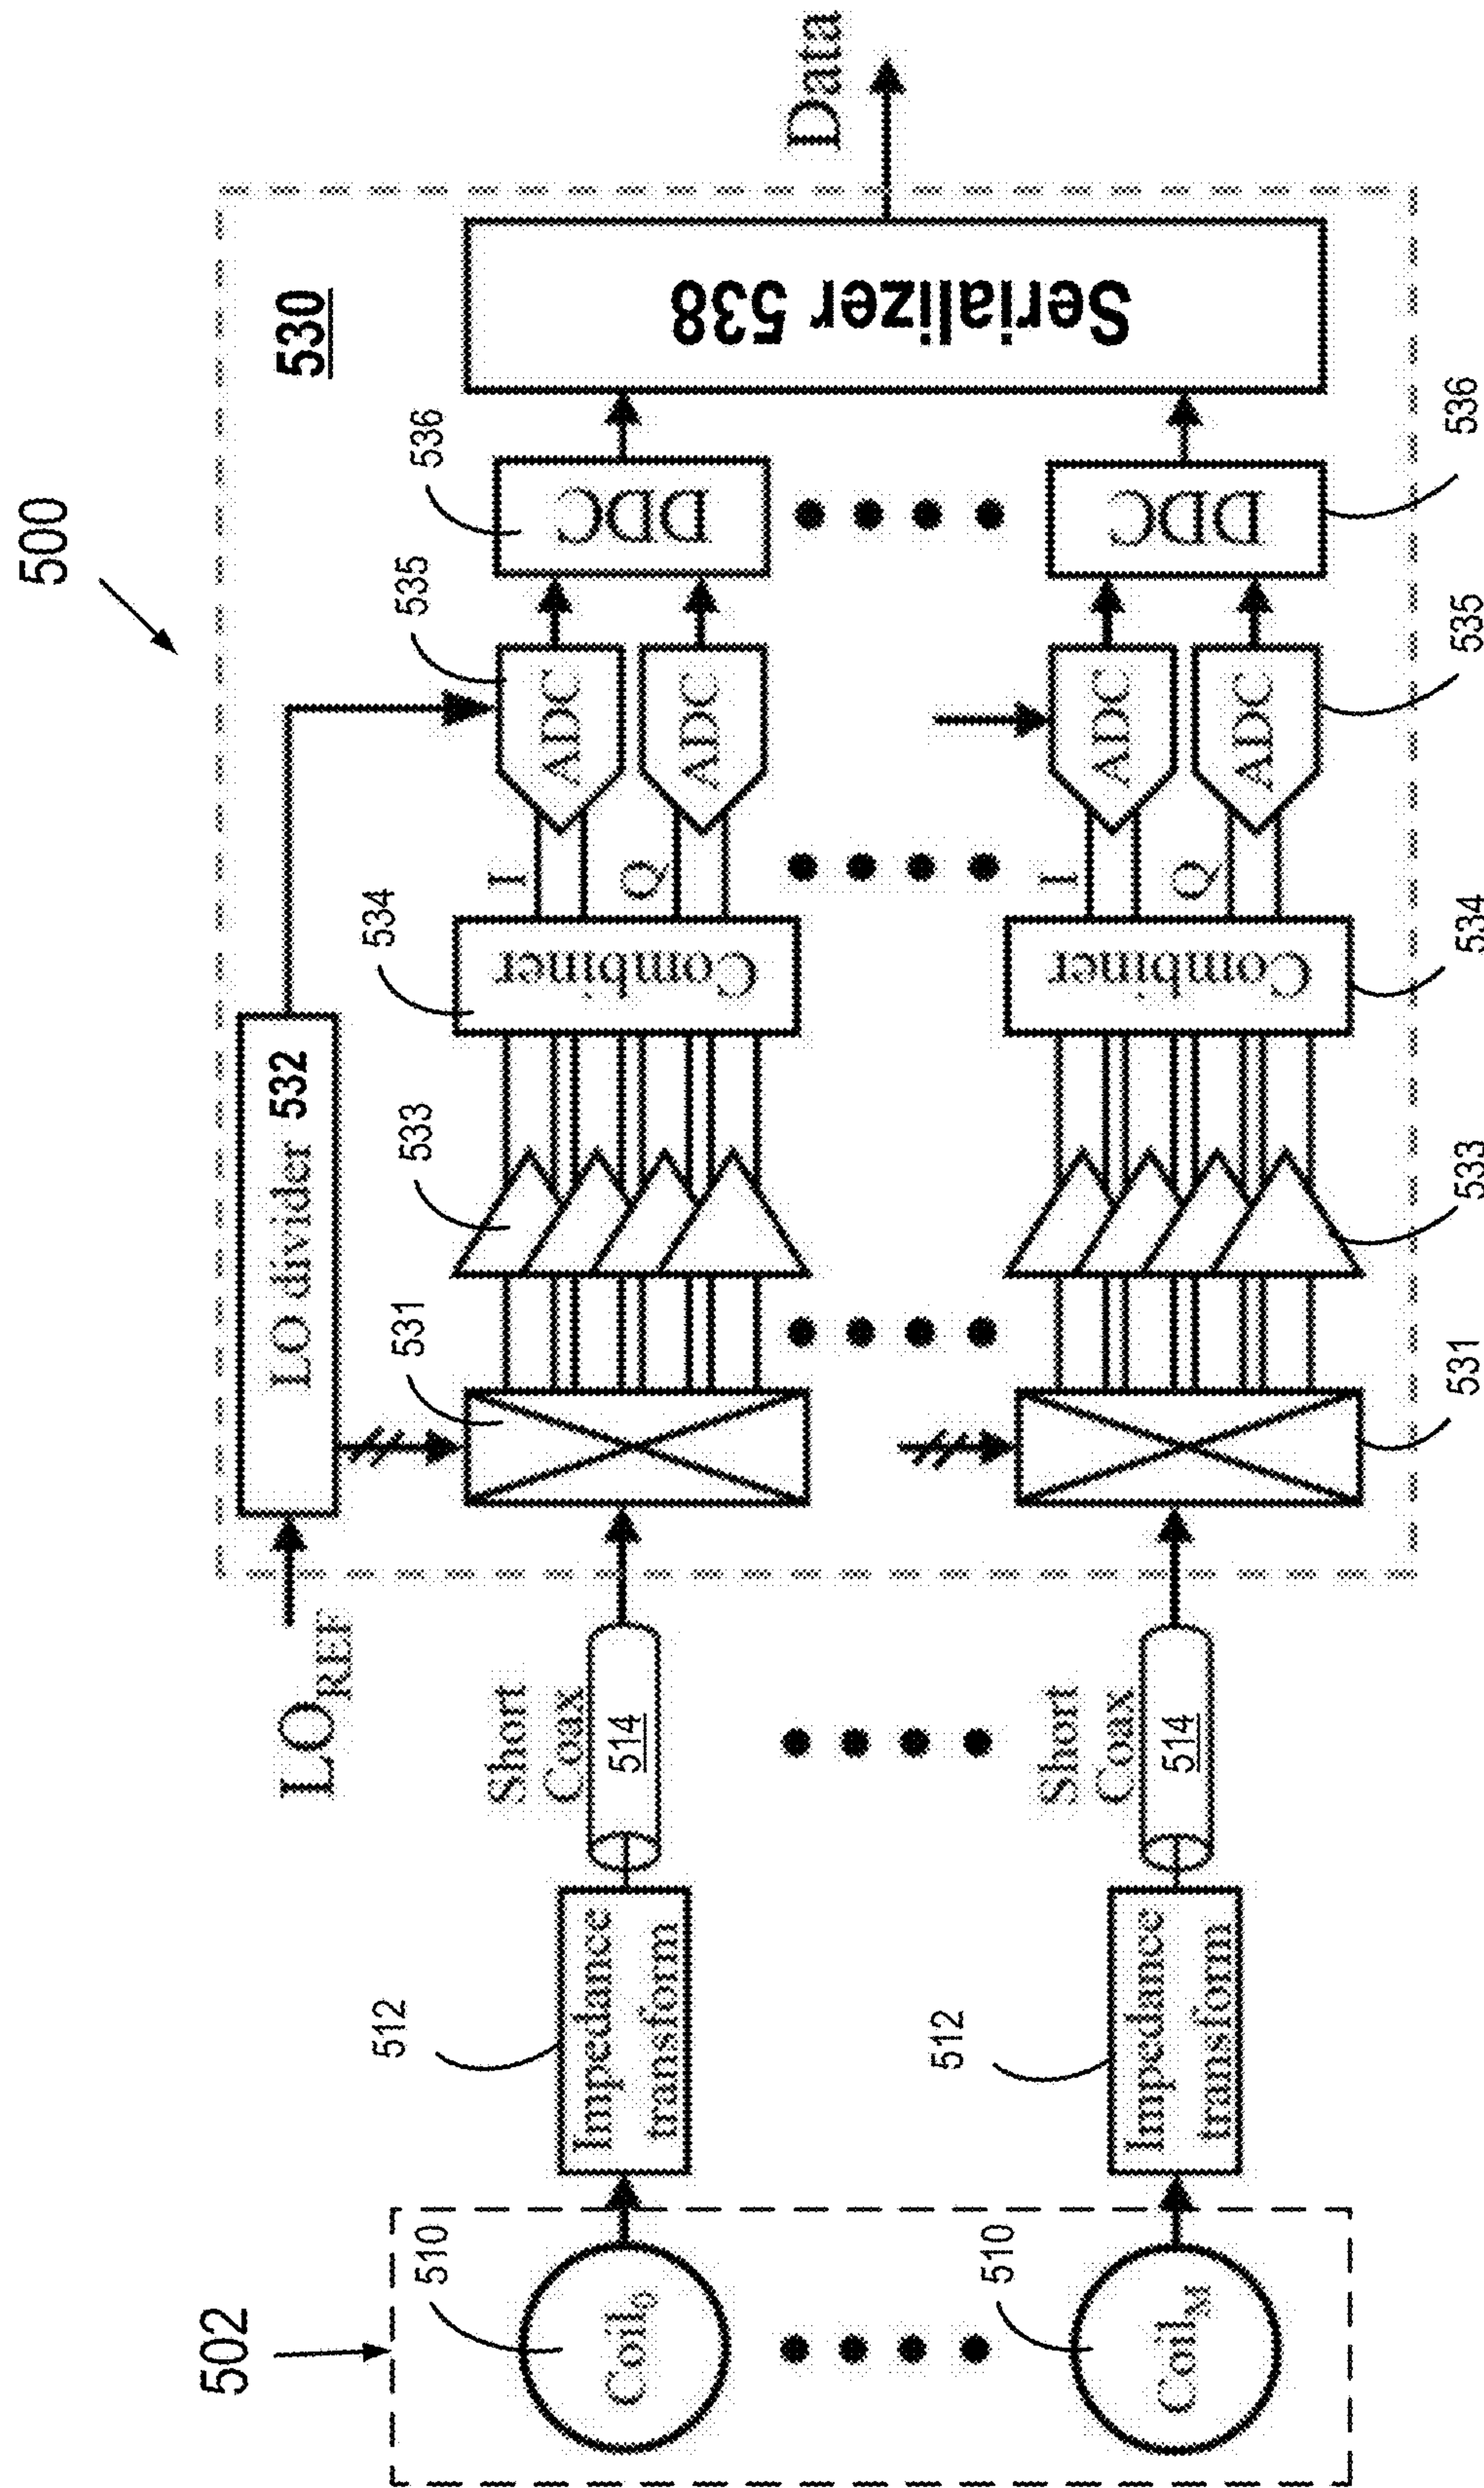 500
502
510
Coil0
512
Impedance
transform
Short
Coax
514
LOREF
530
LO divider 532
531
533
534
Combiner
I
Q
535
ADC
ADC
536
DDC
Serializer 538
Data
510
CoilM
512
Impedance
transform
Short
Coax
514
531
533
534
Combiner
I
Q
535
ADC
ADC
536
DDC